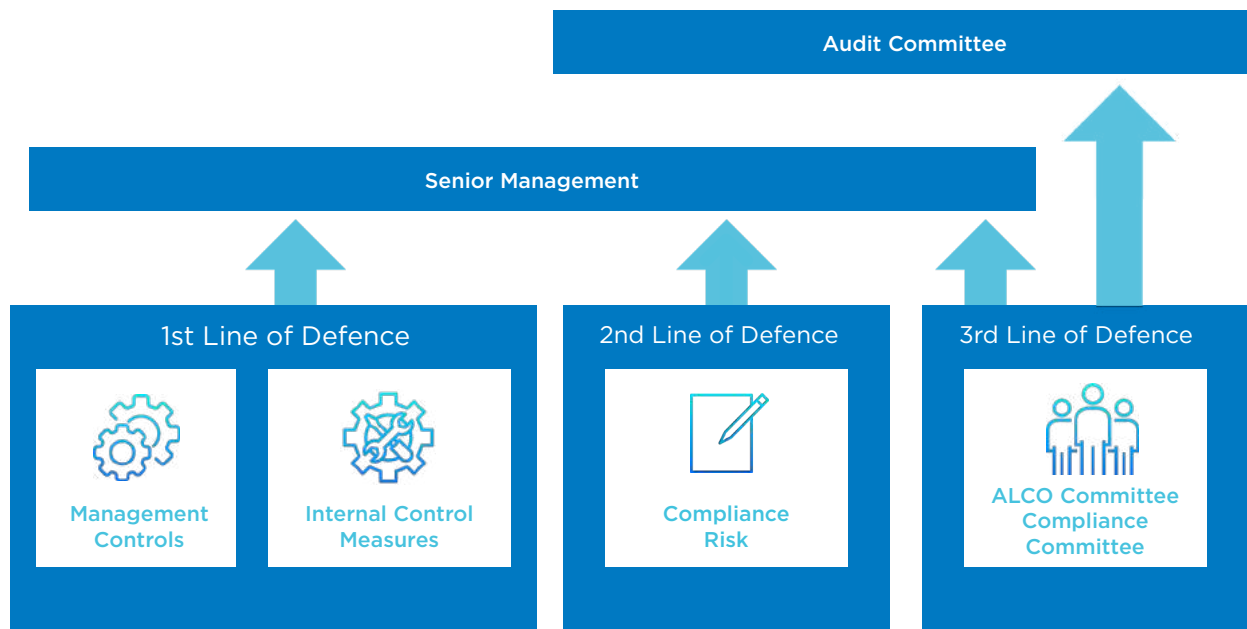 Audit Committee
Senior Management
1st Line of Defence
Management
Controls
Internal Control
Measures
2nd Line of Defence
Compliance
Risk
3rd Line of Defence
ALCO Committee
Compliance
Committee